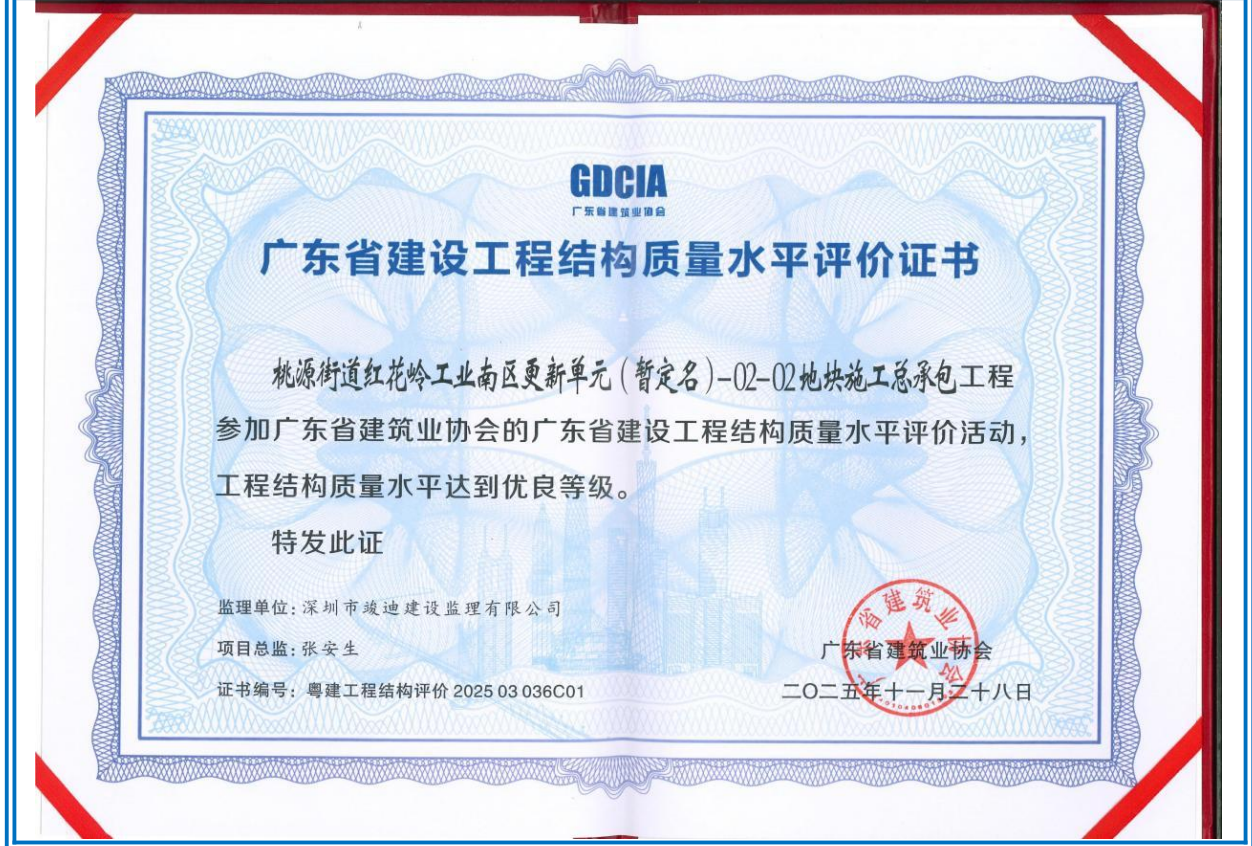 GDCIA
广东省建筑业协会
广东省建设工程结构质量水平评价证书
桃源街道红花岭工业南区更新单元(暂定名)-02-02地块施工总承包工程
参加广东省建筑业协会的广东省建设工程结构质量水平评价活动,
工程结构质量水平达到优良等级。
特发此证
监理单位:深圳市竣迪建设监理有限公司
项目总监:张安生
证书编号:粤建工程结构评价 2025 03 036C01
广东省建筑业协会
二〇二五年十一月二十八日
广东省建筑业协会